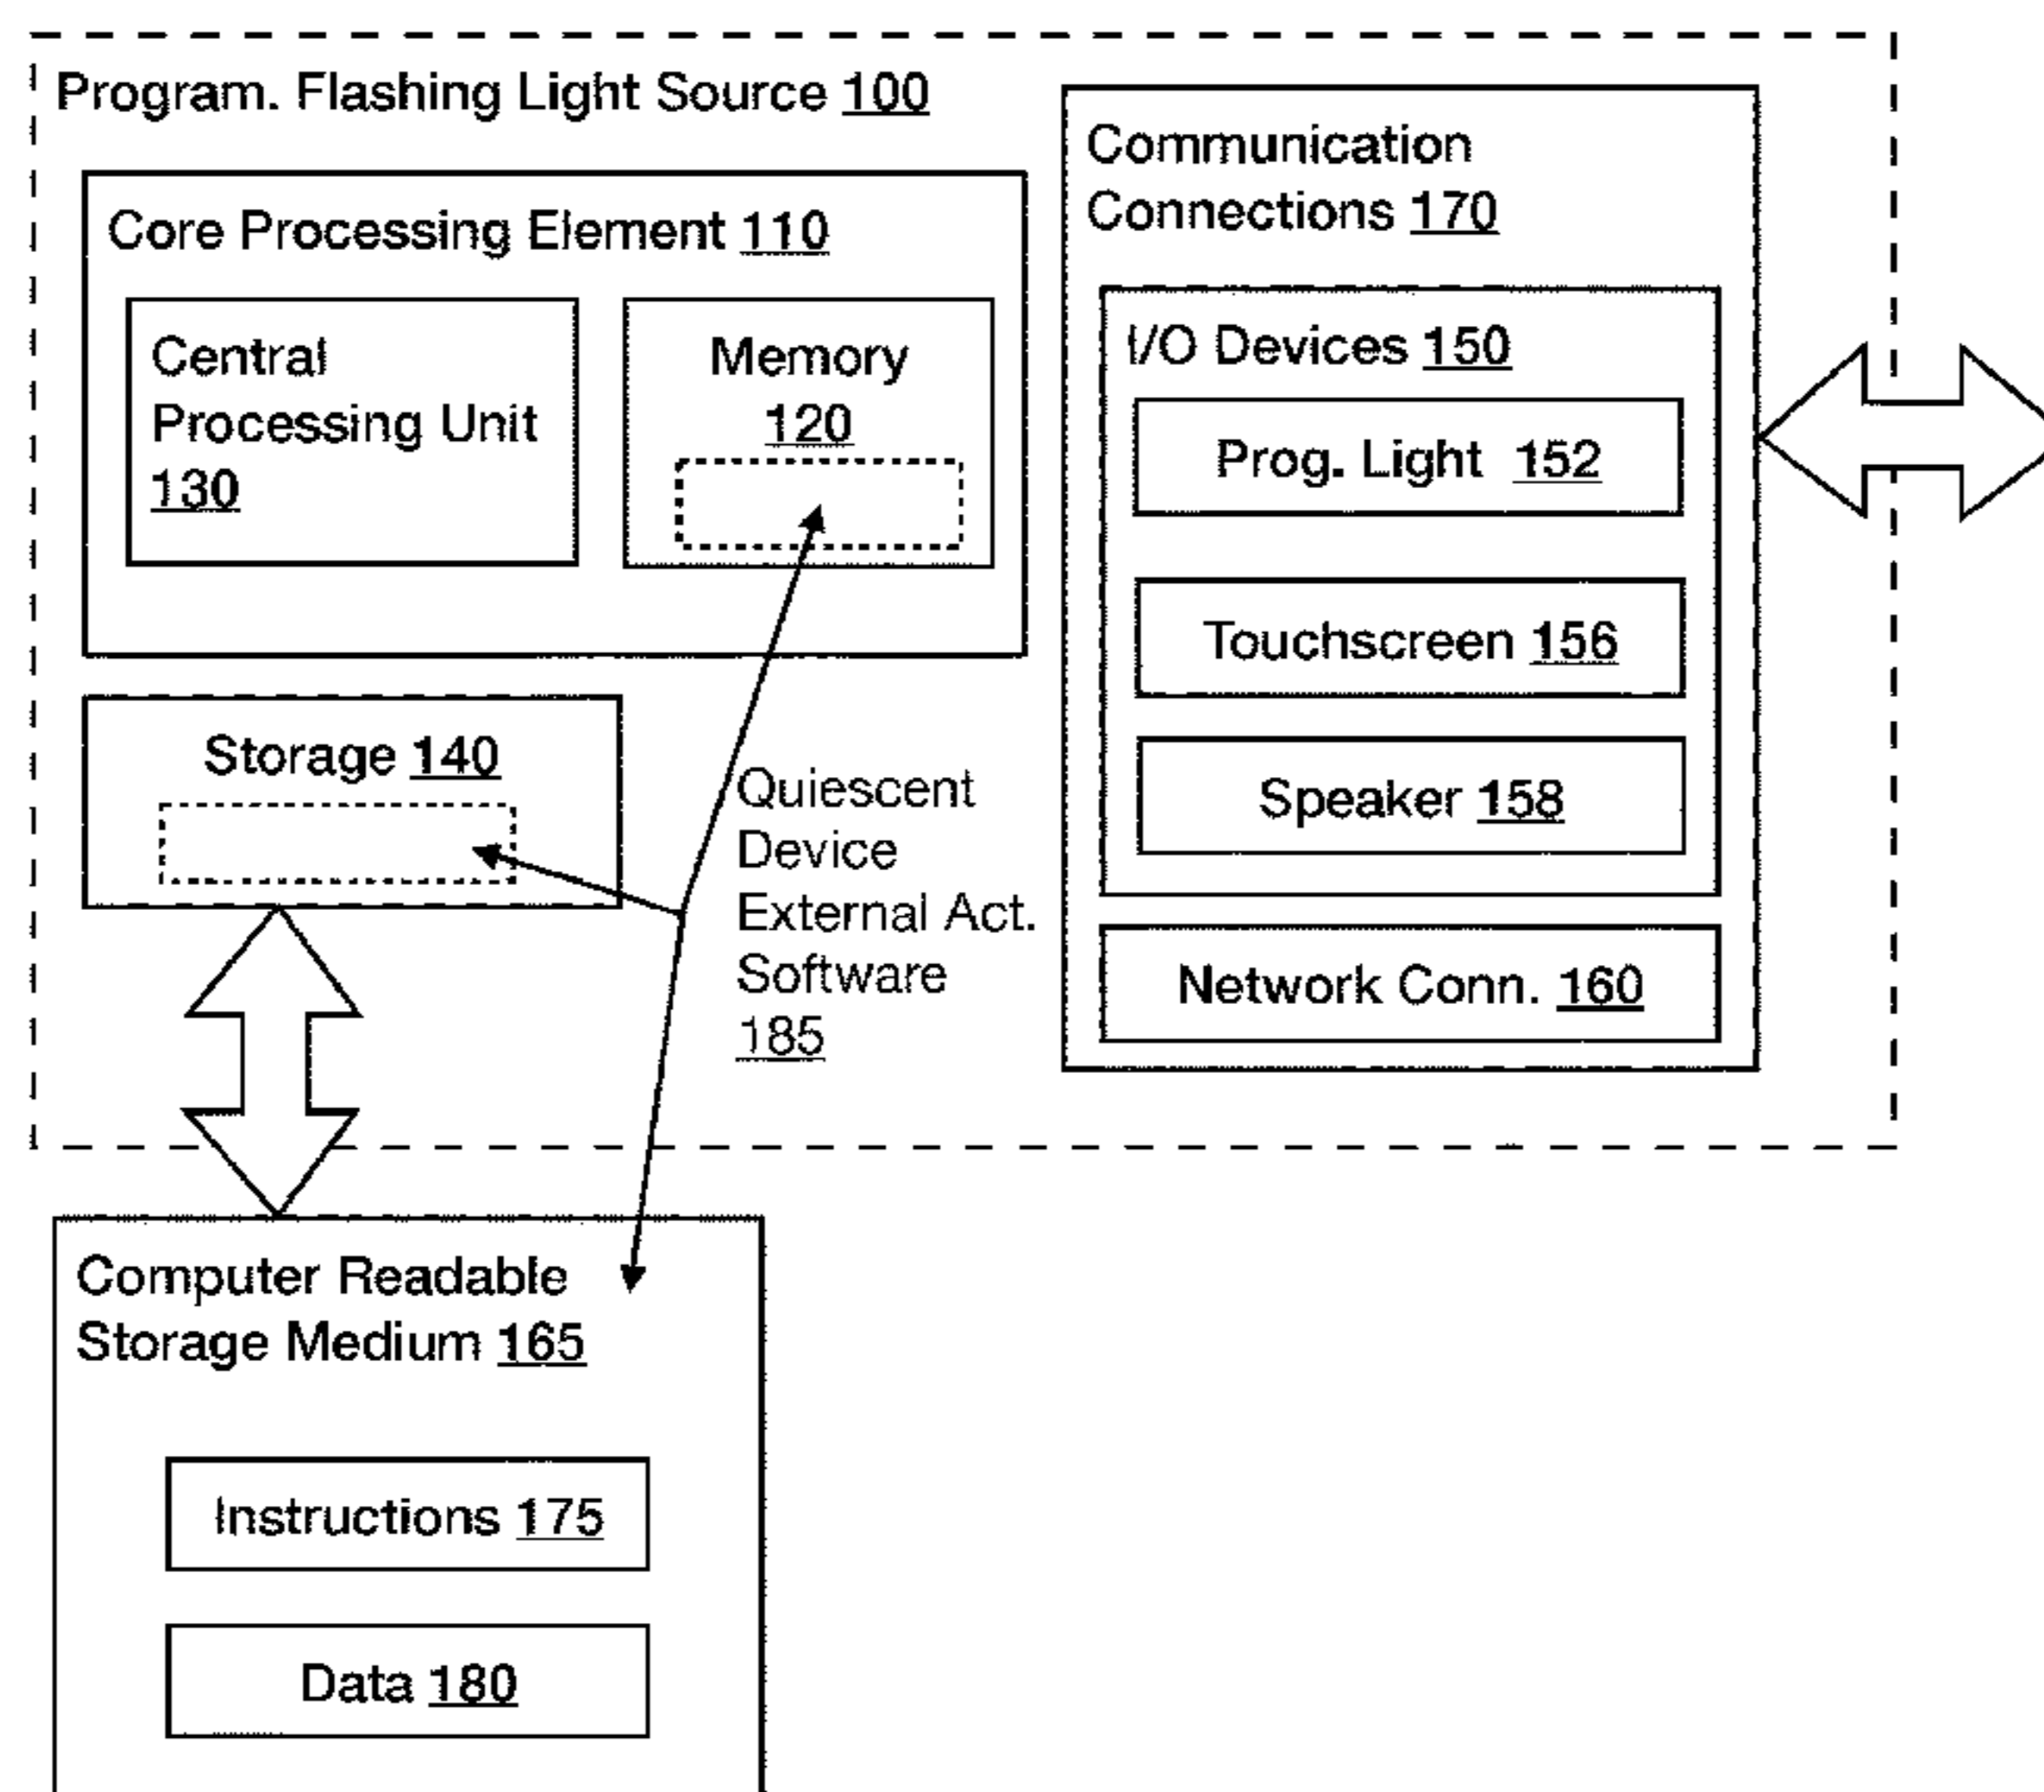 Program. Flashing Light Source 100
Core Processing Element 110
Central
Processing Unit
130
Memory
120
Storage 140
Quiescent
Device
External Act.
Software
185
Communication
Connections 170
I/O Devices 150
Prog. Light 152
Touchscreen 156
Speaker 158
Network Conn. 160
Computer Readable
Storage Medium 165
Instructions 175
Data 180